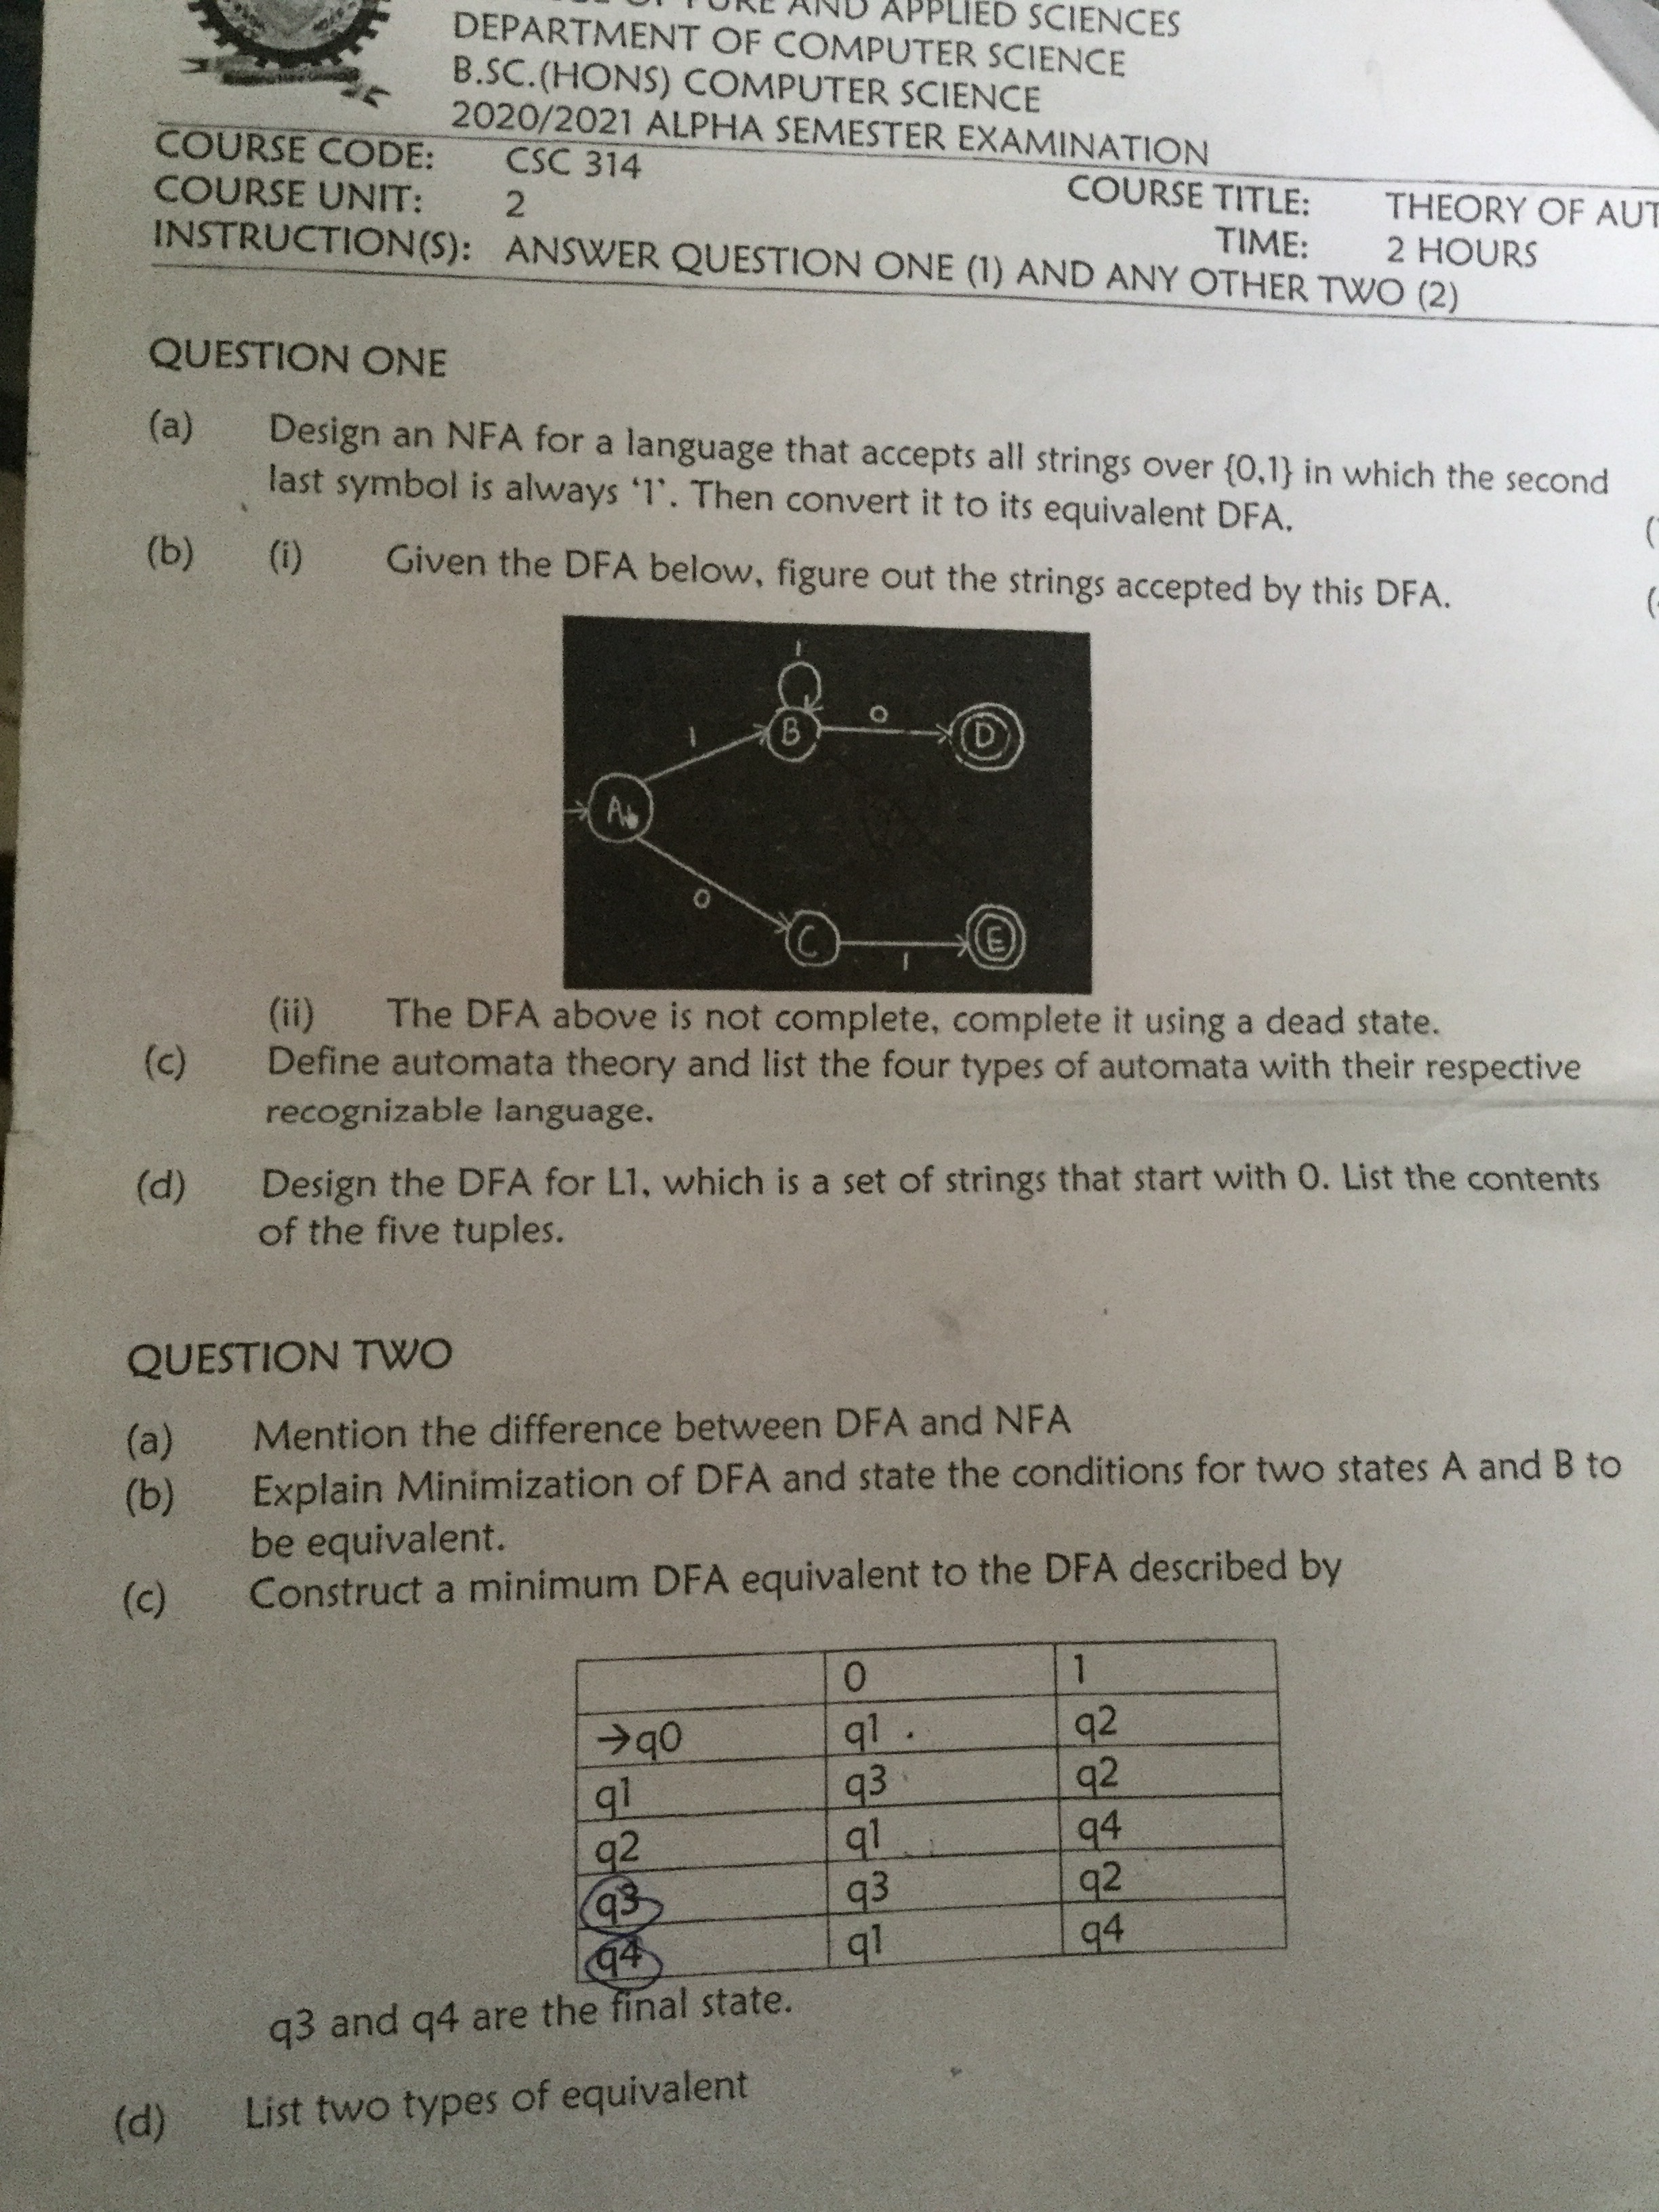 OF PURE AND APPLIED SCIENCES
DEPARTMENT OF COMPUTER SCIENCE
B.SC.(HONS) COMPUTER SCIENCE
2020/2021 ALPHA SEMESTER EXAMINATION
COURSE CODE: CSC 314
COURSE TITLE: THEORY OF AUT
COURSE UNIT: 2
TIME: 2 HOURS
INSTRUCTION(S): ANSWER QUESTION ONE (1) AND ANY OTHER TWO (2)
QUESTION ONE
(a) Design an NFA for a language that accepts all strings over {0,1} in which the second
last symbol is always ‘1’. Then convert it to its equivalent DFA. (
(b) (i) Given the DFA below, figure out the strings accepted by this DFA. (
1
B 0 D
1
A
0
C 1 E
(ii) The DFA above is not complete, complete it using a dead state.
(c) Define automata theory and list the four types of automata with their respective
recognizable language.
(d) Design the DFA for L1, which is a set of strings that start with 0. List the contents
of the five tuples.
QUESTION TWO
(a) Mention the difference between DFA and NFA
(b) Explain Minimization of DFA and state the conditions for two states A and B to
be equivalent.
(c) Construct a minimum DFA equivalent to the DFA described by
0 1
→q0 q1 q2
q1 q3 q2
q2 q1 q4
q3 q3 q2
q4 q1 q4
q3 and q4 are the final state.
(d) List two types of equivalent